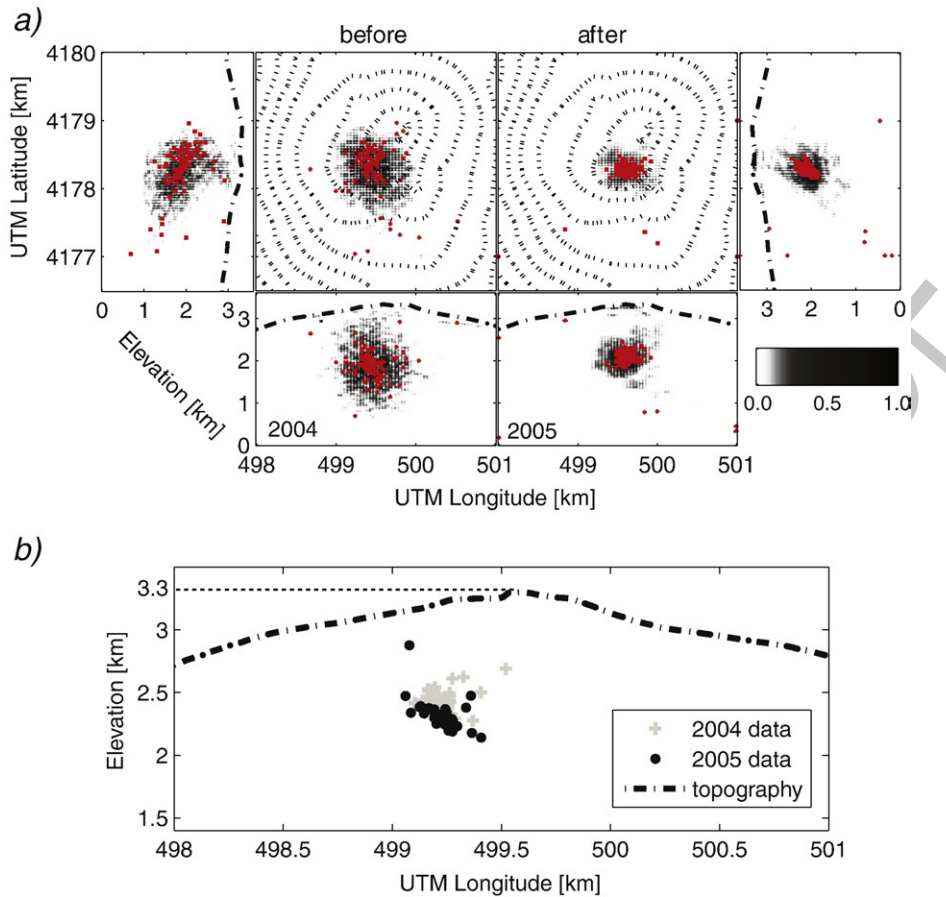 a)
before
after
4180
4179
4178
4177
UTM Latitude [km]
0 1 2 3
3 2 1 0
Elevation [km]
3
2
1
0
2004
2005
0.0 0.5 1.0
498 499 500 501
499 500 501
UTM Longitude [km]
b)
3.3
3
2.5
2
1.5
Elevation [km]
2004 data
2005 data
topography
498 498.5 499 499.5 500 500.5 501
UTM Longitude [km]